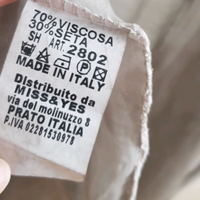 70% VISCOSA
30% SETA
SH ART. 2802
MADE IN ITALY
Distribuito da
MISS&YES
via del molinuzzo 8
PRATO ITALIA
P.IVA 02281530978